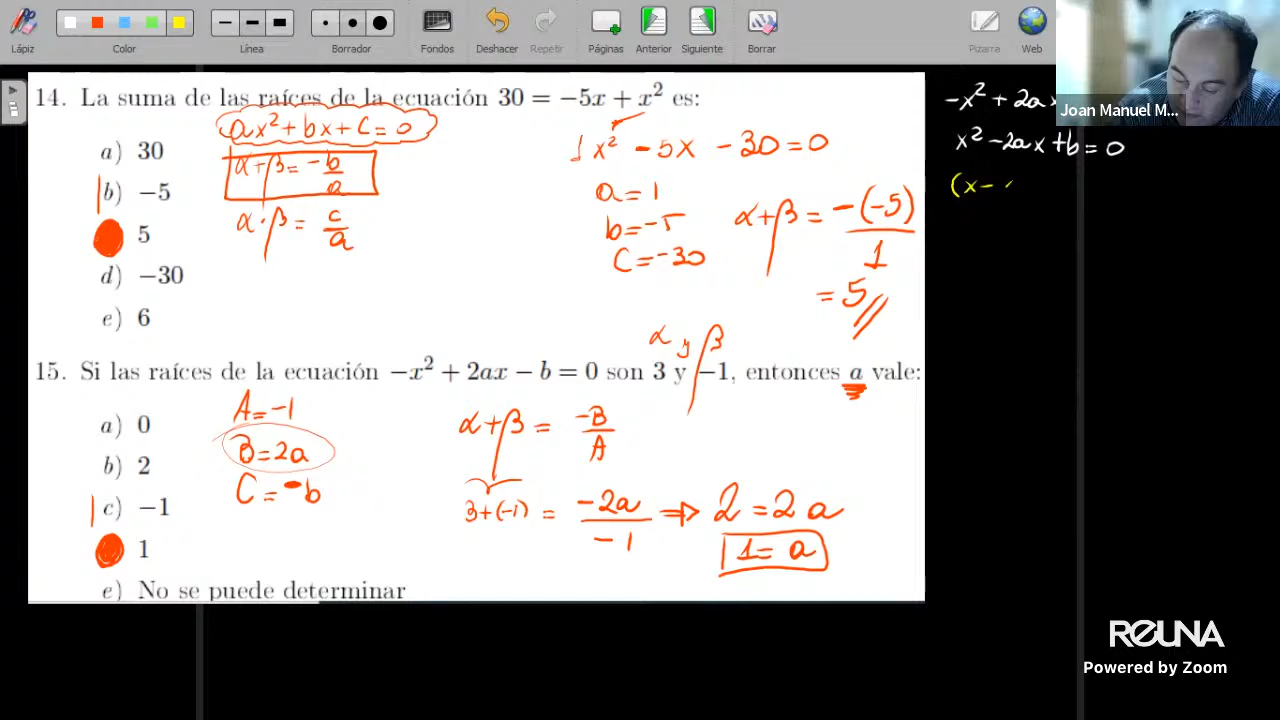 Lápiz Color Línea Borrador Fondos Deshacer Repetir Páginas Anterior Siguiente Borrar Pizarra Web
14. La suma de las raíces de la ecuación 30 = −5x + x² es:
a) 30
b) −5
5
d) −30
e) 6
ax² + bx + c = 0
α+β = -b/a
α·β = c/a
1x² - 5x - 30 = 0
a = 1
b = -5
c = -30
α+β = -(-5)/1
= 5//
α y β
15. Si las raíces de la ecuación −x² + 2ax − b = 0 son 3 y −1, entonces a vale:
a) 0
b) 2
c) −1
1
e) No se puede determinar
A = -1
B = 2a
C = -b
α+β = -B/A
3+(-1) = -2a/-1 ⇒ 2 = 2a
1 = a
-x² + 2a
Joan Manuel M...
x² - 2ax + b = 0
(x -
REUNA
Powered by Zoom